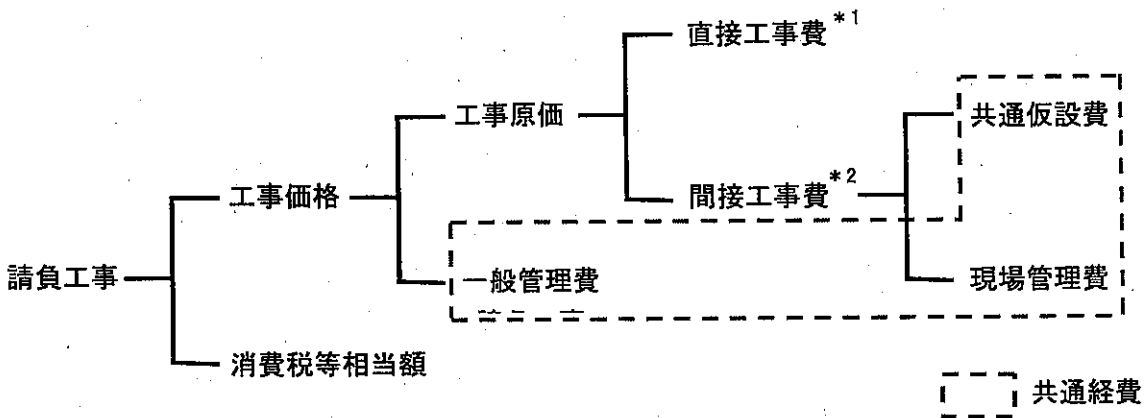 直接工事費*1
工事原価
共通仮設費
工事価格
間接工事費*2
請負工事
一般管理費
現場管理費
消費税等相当額
共通経費